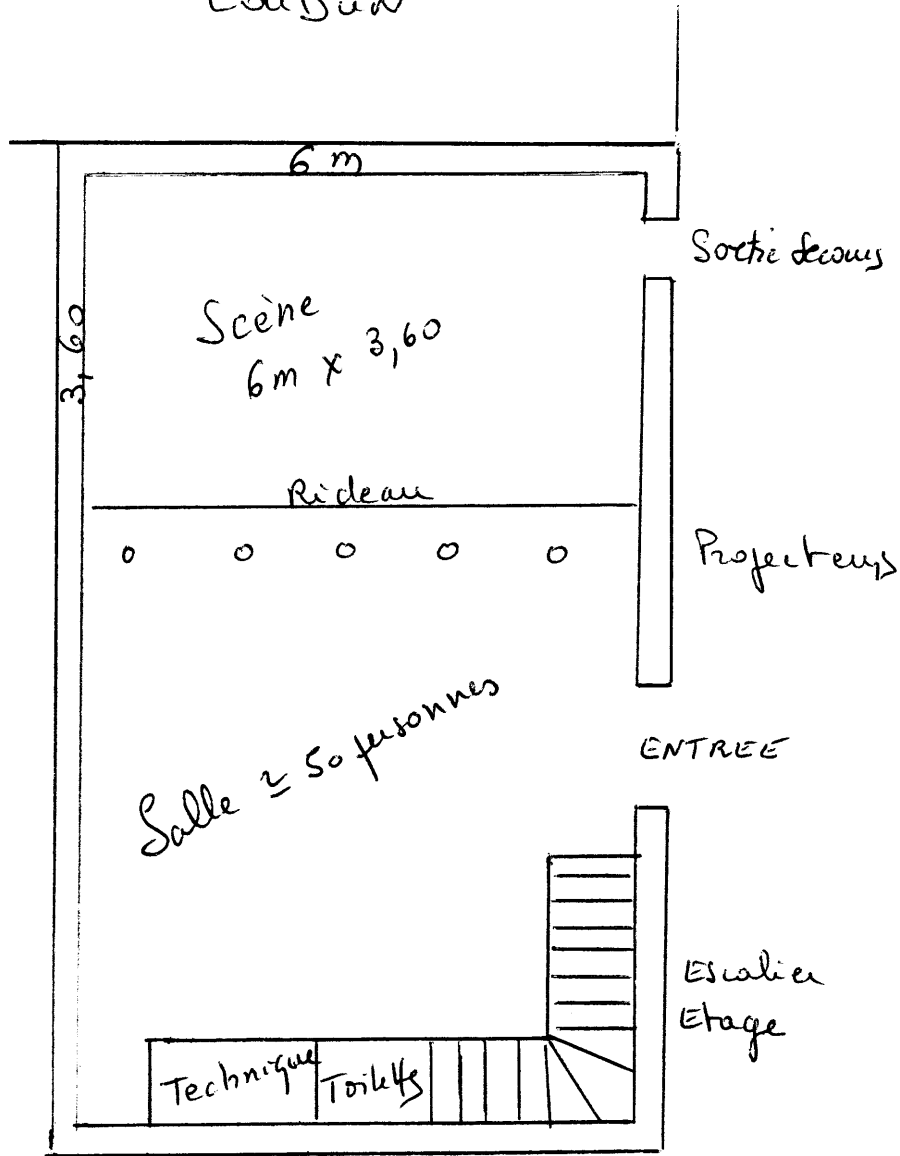 LOUDUN
6 m
Sortie Secours
Scène
6m x 3,60
3,60
Rideau
Projecteurs
Salle ≃ 50 personnes
ENTREE
Escalier
Etage
Technique
Toilettes